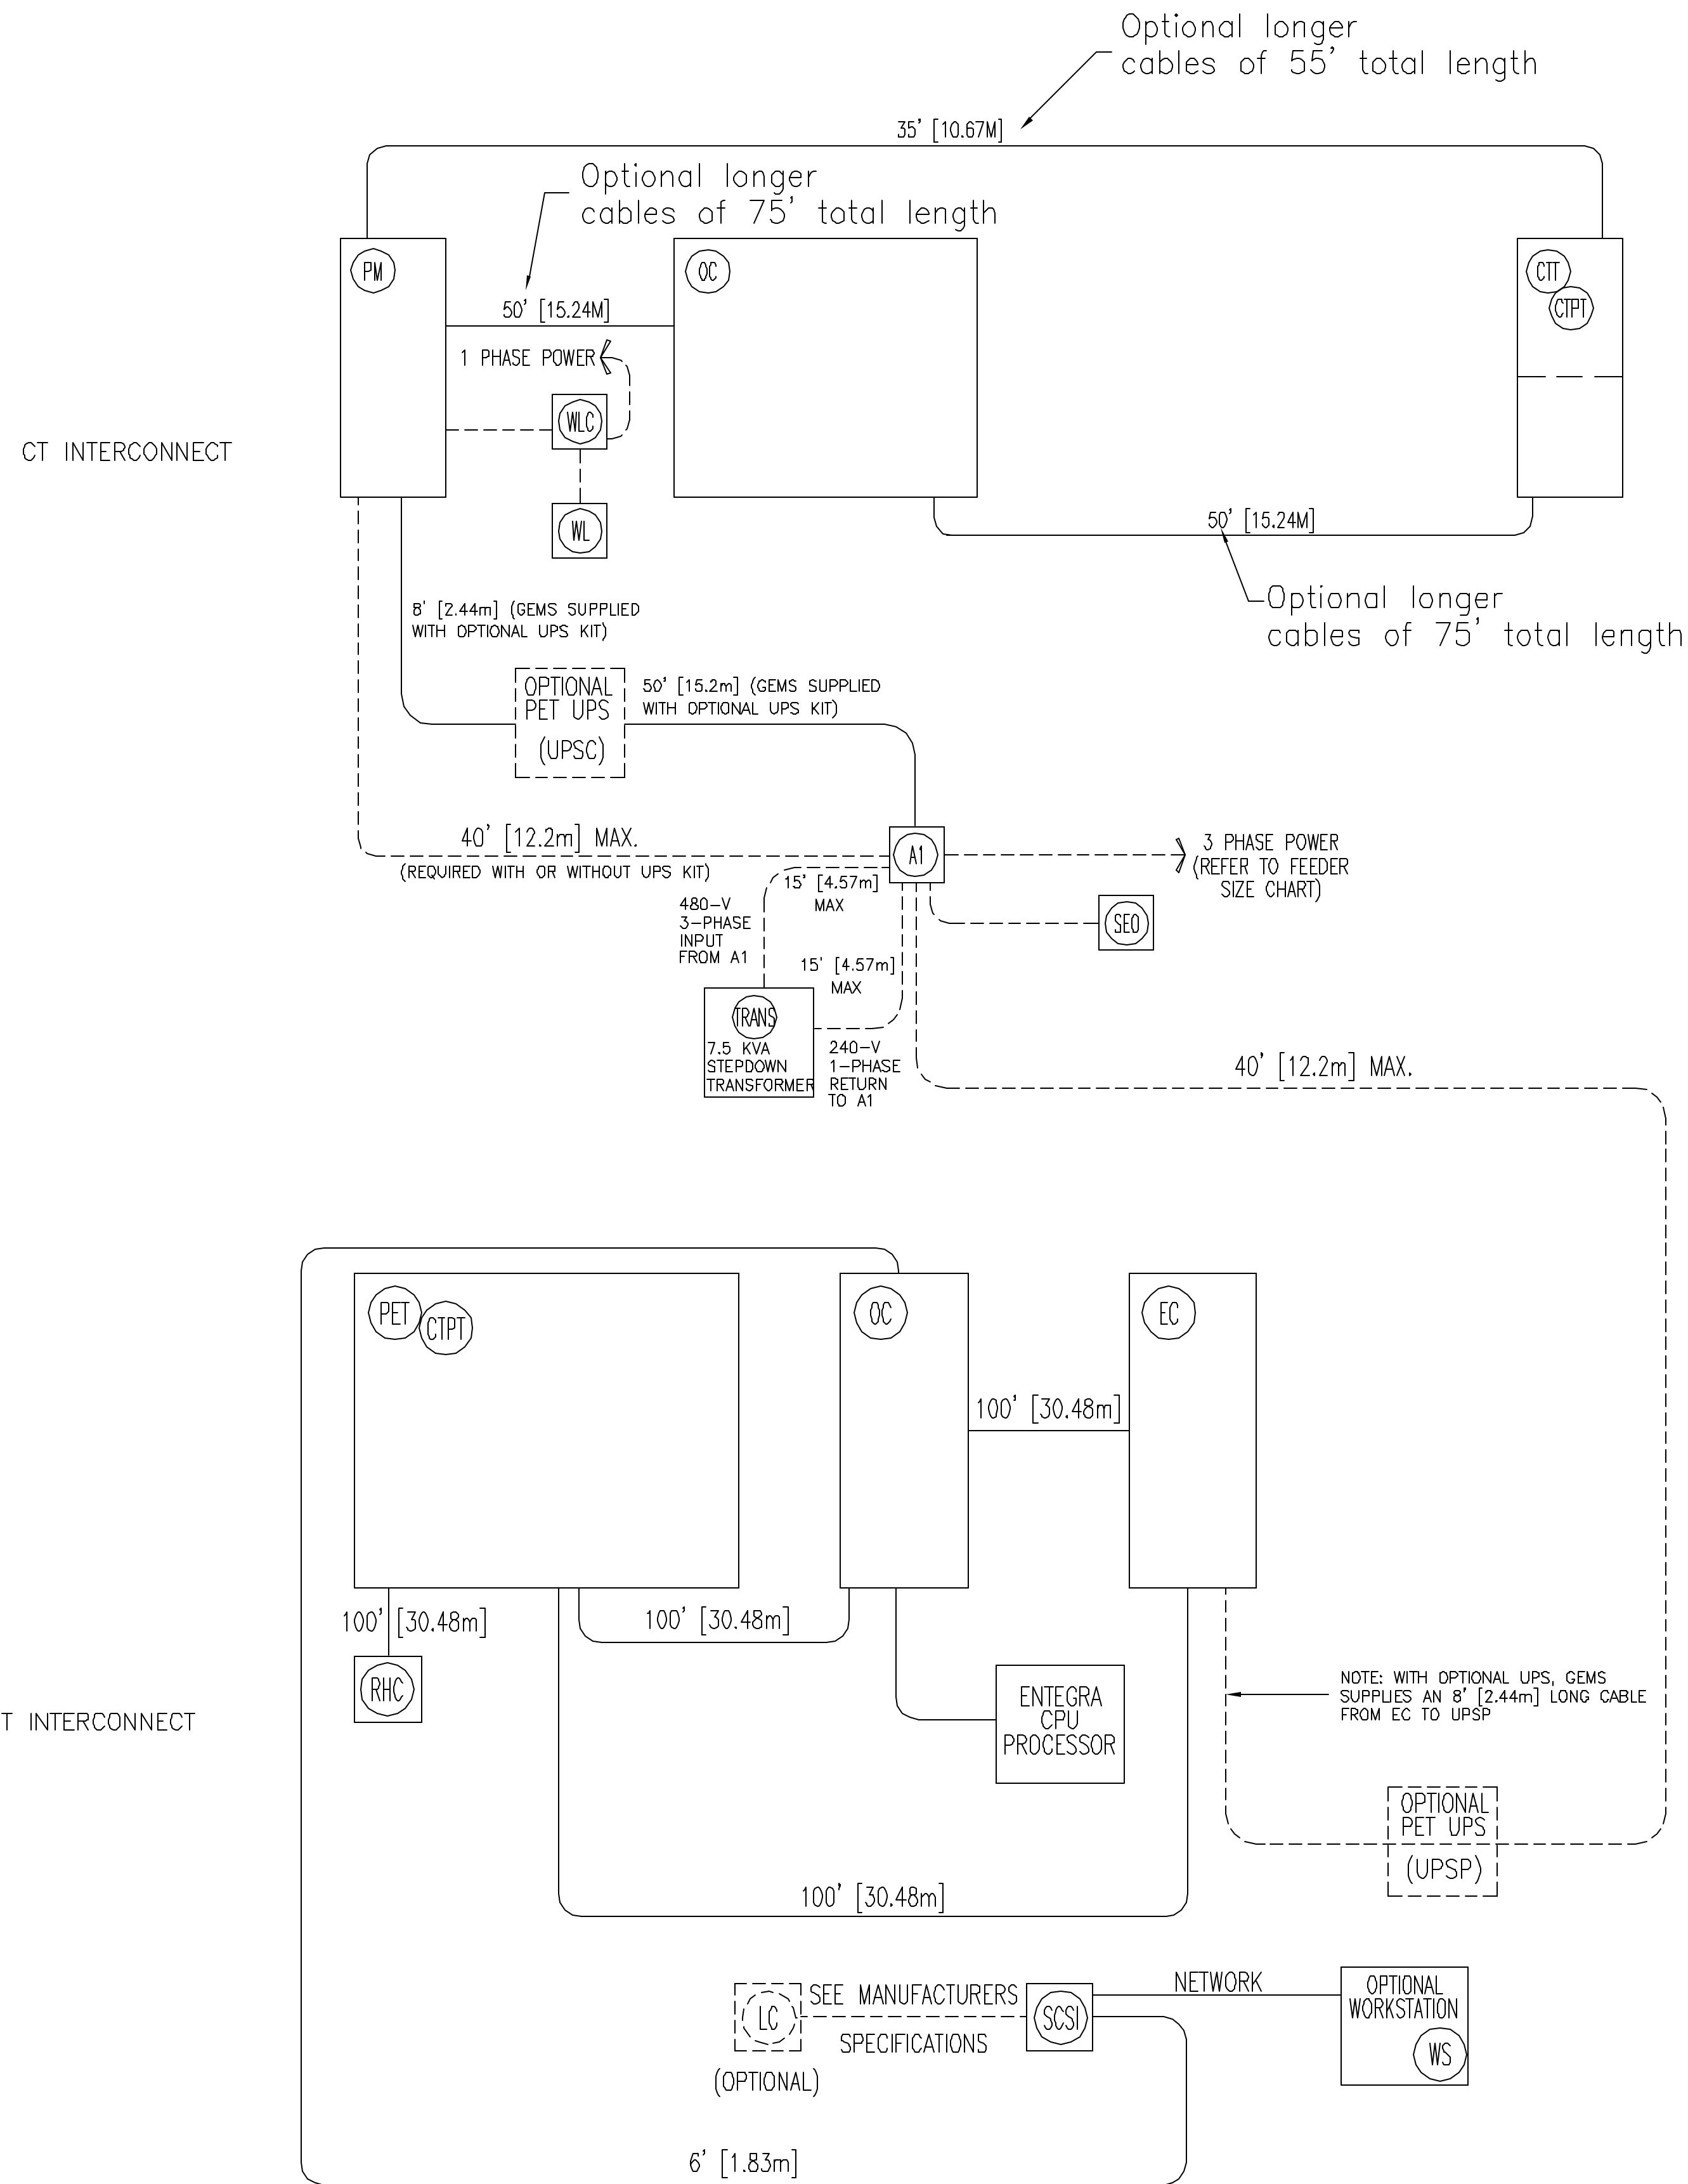 Optional longer
cables of 55' total length
35' [10.67M]
Optional longer
cables of 75' total length
PM
OC
CTT
CTPT
50' [15.24M]
1 PHASE POWER
WLC
CT INTERCONNECT
WL
50' [15.24M]
Optional longer
cables of 75' total length
8' [2.44m] (GEMS SUPPLIED
WITH OPTIONAL UPS KIT)
OPTIONAL
PET UPS
(UPSC)
50' [15.2m] (GEMS SUPPLIED
WITH OPTIONAL UPS KIT)
40' [12.2m] MAX.
(REQUIRED WITH OR WITHOUT UPS KIT)
A1
3 PHASE POWER
(REFER TO FEEDER
SIZE CHART)
15' [4.57m]
MAX
480-V
3-PHASE
INPUT
FROM A1
SEO
15' [4.57m]
MAX
TRANS
7.5 KVA
STEPDOWN
TRANSFORMER
240-V
1-PHASE
RETURN
TO A1
40' [12.2m] MAX.
PET
CTPT
OC
EC
100' [30.48m]
100' [30.48m]
100' [30.48m]
RHC
T INTERCONNECT
ENTEGRA
CPU
PROCESSOR
NOTE: WITH OPTIONAL UPS, GEMS
SUPPLIES AN 8' [2.44m] LONG CABLE
FROM EC TO UPSP
OPTIONAL
PET UPS
(UPSP)
100' [30.48m]
LC
(OPTIONAL)
SEE MANUFACTURERS
SPECIFICATIONS
SCSI
NETWORK
OPTIONAL
WORKSTATION
WS
6' [1.83m]